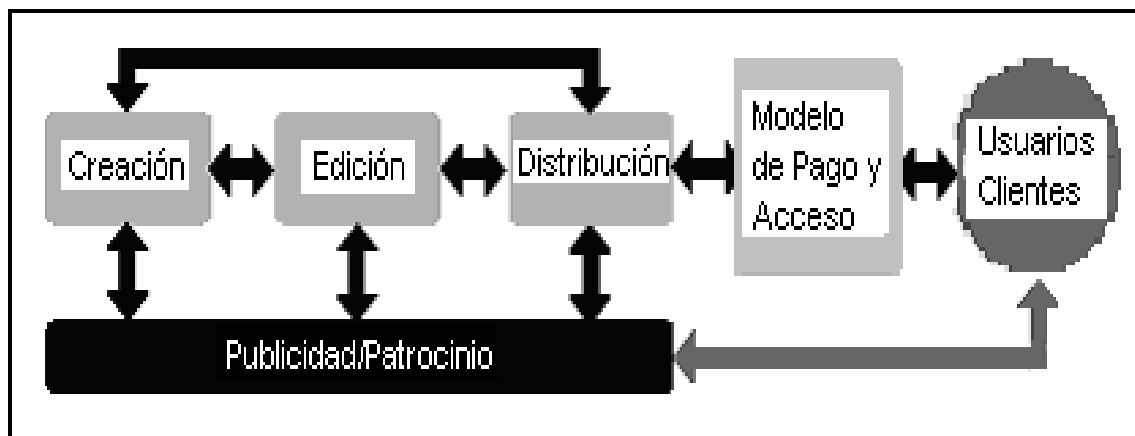 Creación
Edición
Distribución
Modelo
de Pago y
Acceso
Usuarios
Clientes
Publicidad/Patrocinio